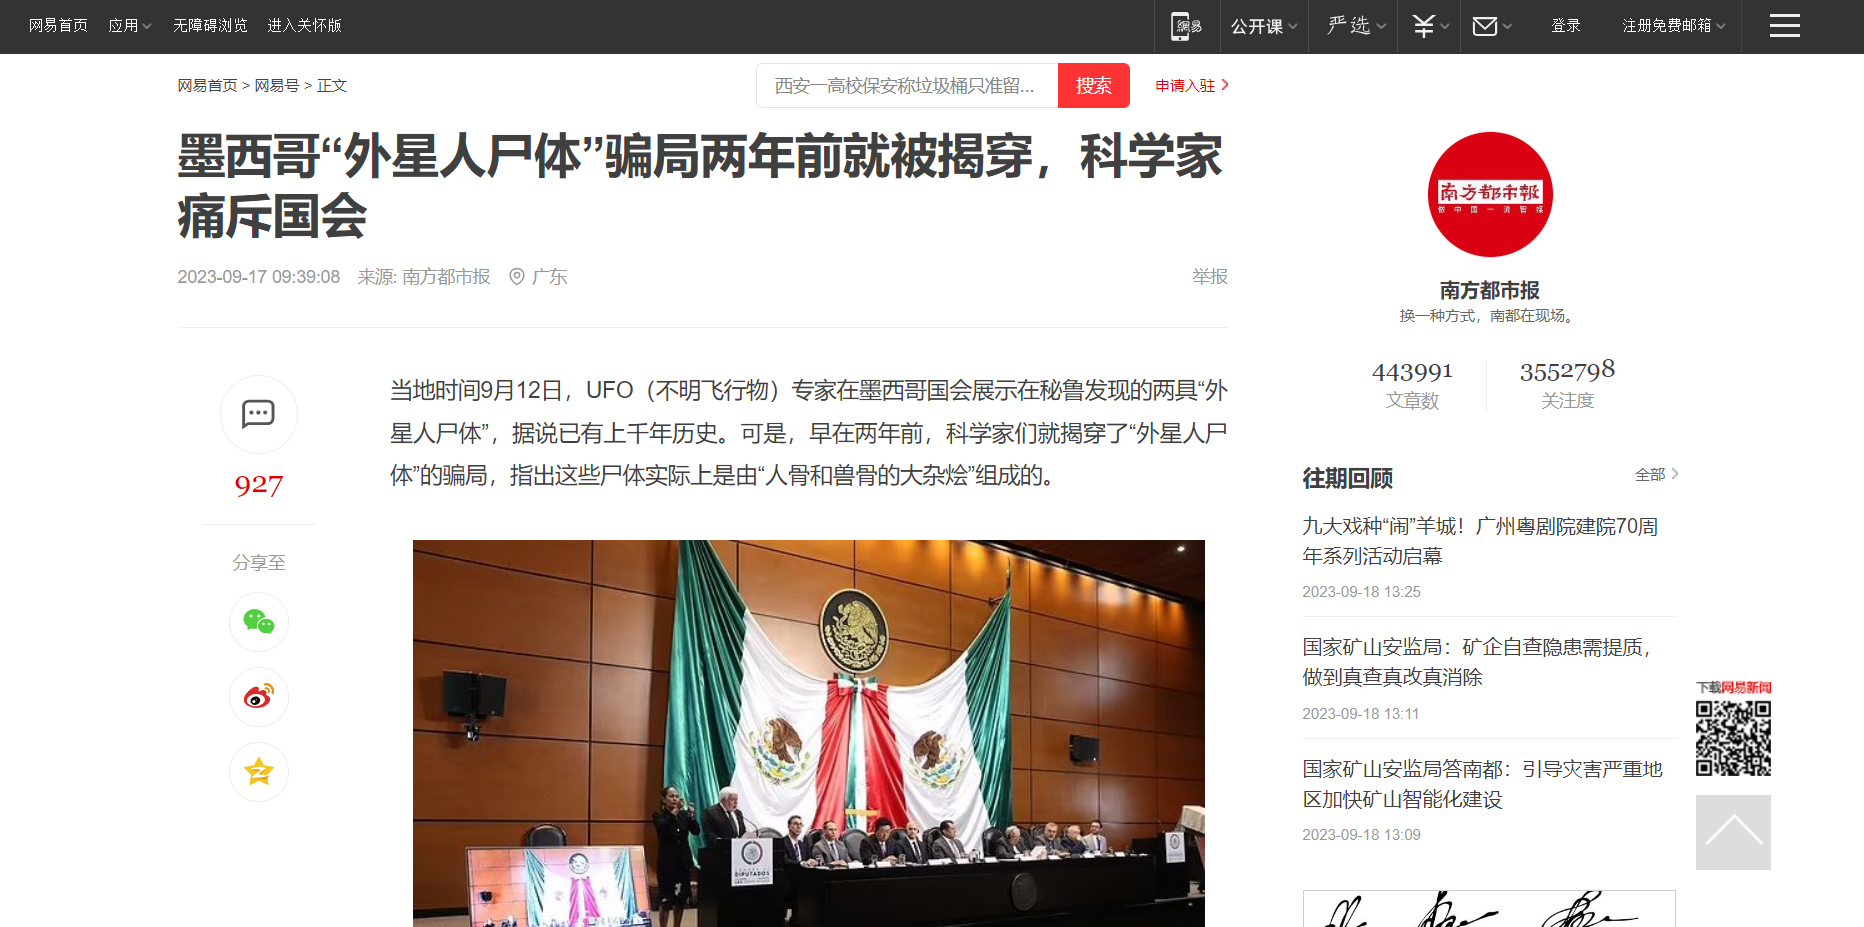 网易首页 应用 无障碍浏览 进入关怀版
網易 公开课 严选 登录 注册免费邮箱
网易首页 > 网易号 > 正文
西安一高校保安称垃圾桶只准留... 搜索 申请入驻
墨西哥“外星人尸体”骗局两年前就被揭穿，科学家
痛斥国会
2023-09-17 09:39:08 来源: 南方都市报 广东 举报
927
分享至
当地时间9月12日，UFO（不明飞行物）专家在墨西哥国会展示在秘鲁发现的两具“外
星人尸体”，据说已有上千年历史。可是，早在两年前，科学家们就揭穿了“外星人尸
体”的骗局，指出这些尸体实际上是由“人骨和兽骨的大杂烩”组成的。
DIPUTADOS
南方都市報
做中国一流智媒
南方都市报
换一种方式，南都在现场。
443991 3552798
文章数 关注度
往期回顾 全部
九大戏种“闹”羊城！广州粤剧院建院70周
年系列活动启幕
2023-09-18 13:25
国家矿山安监局：矿企自查隐患需提质，
做到真查真改真消除
2023-09-18 13:11
国家矿山安监局答南都：引导灾害严重地
区加快矿山智能化建设
2023-09-18 13:09
下载网易新闻